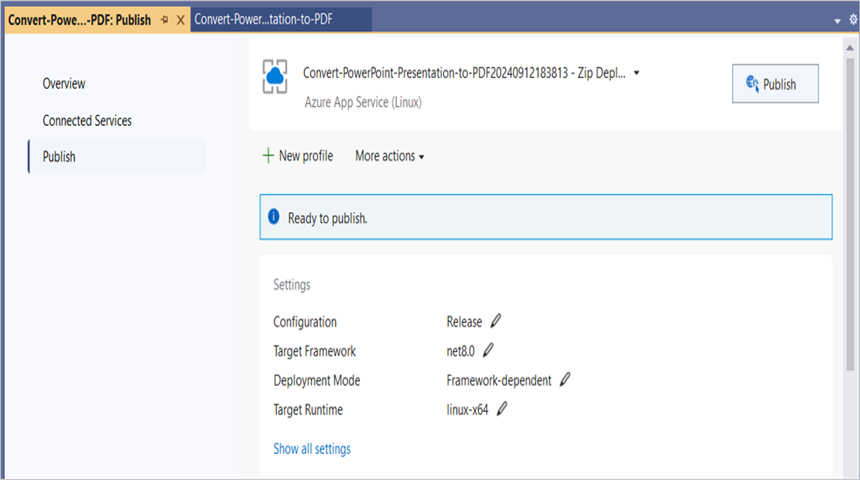 Convert-Powe...-PDF: Publish
Convert-Power...tation-to-PDF
Overview
Connected Services
Publish
Convert-PowerPoint-Presentation-to-PDF20240912183813 - Zip Depl...
Azure App Service (Linux)
Publish
New profile
More actions
Ready to publish.
Settings
Configuration Release
Target Framework net8.0
Deployment Mode Framework-dependent
Target Runtime linux-x64
Show all settings